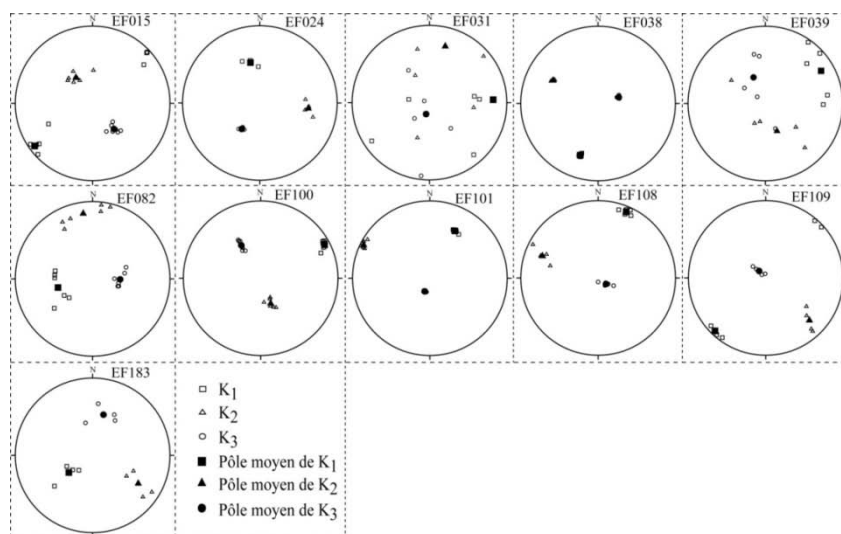 EF015
N
EF024
N
EF031
N
EF038
N
EF039
N
EF082
N
EF100
N
EF101
N
EF108
N
EF109
N
EF183
N
K1
K2
K3
Pôle moyen de K1
Pôle moyen de K2
Pôle moyen de K3